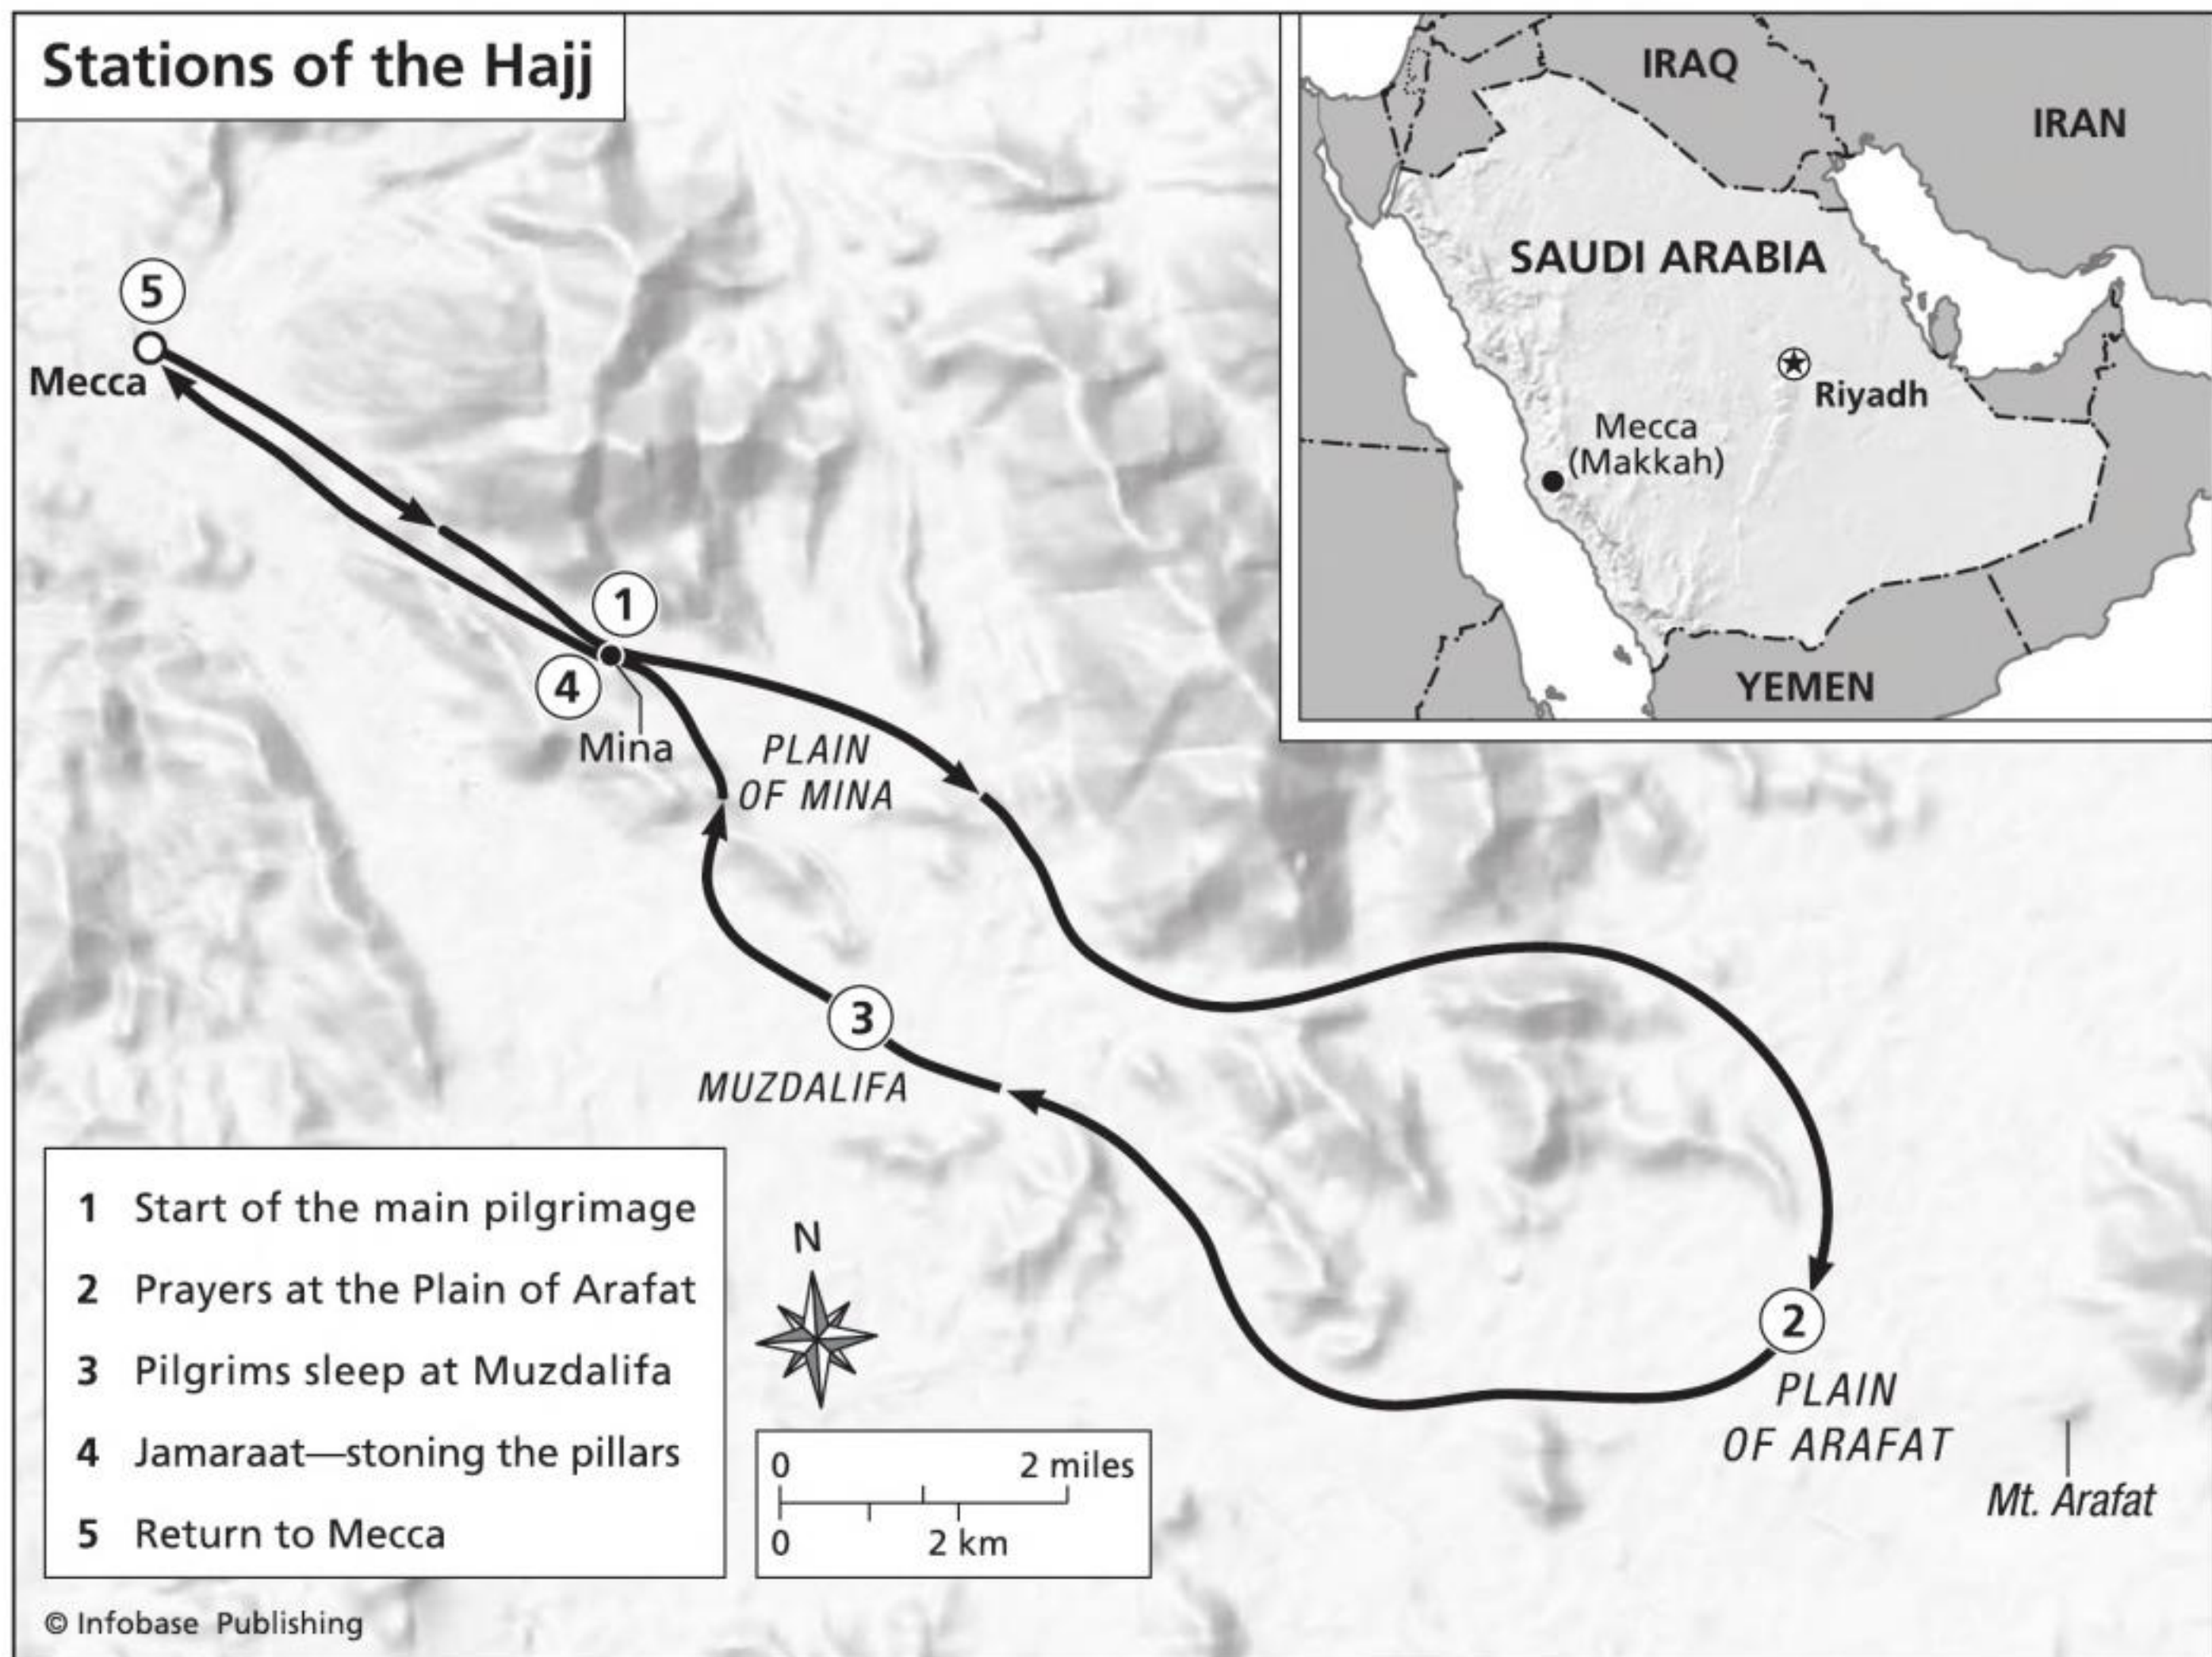 Stations of the Hajj
IRAQ
IRAN
SAUDI ARABIA
Riyadh
Mecca
(Makkah)
YEMEN
5
Mecca
1
4
Mina
PLAIN
OF MINA
3
MUZDALIFA
2
PLAIN
OF ARAFAT
Mt. Arafat
1 Start of the main pilgrimage
2 Prayers at the Plain of Arafat
3 Pilgrims sleep at Muzdalifa
4 Jamaraat—stoning the pillars
5 Return to Mecca
N
0 2 miles
0 2 km
© Infobase Publishing